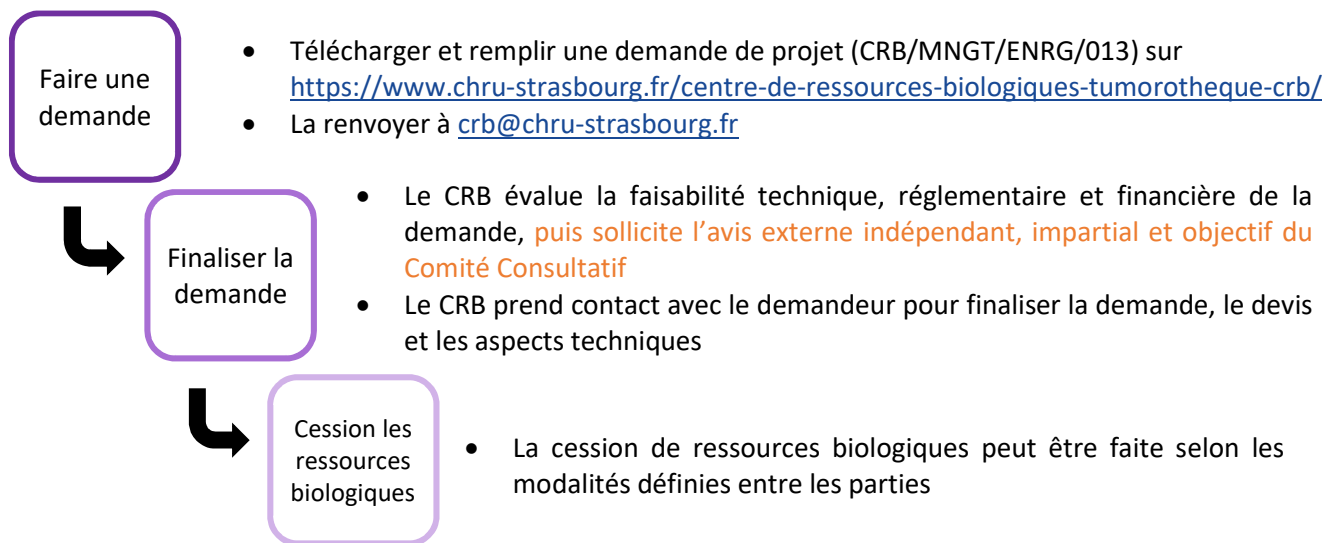 Faire une
demande
• Télécharger et remplir une demande de projet (CRB/MNGT/ENRG/013) sur
https://www.chru-strasbourg.fr/centre-de-ressources-biologiques-tumorotheque-crb/
• La renvoyer à crb@chru-strasbourg.fr
Finaliser la
demande
• Le CRB évalue la faisabilité technique, réglementaire et financière de la
demande, puis sollicite l’avis externe indépendant, impartial et objectif du
Comité Consultatif
• Le CRB prend contact avec le demandeur pour finaliser la demande, le devis
et les aspects techniques
Cession les
ressources
biologiques
• La cession de ressources biologiques peut être faite selon les
modalités définies entre les parties